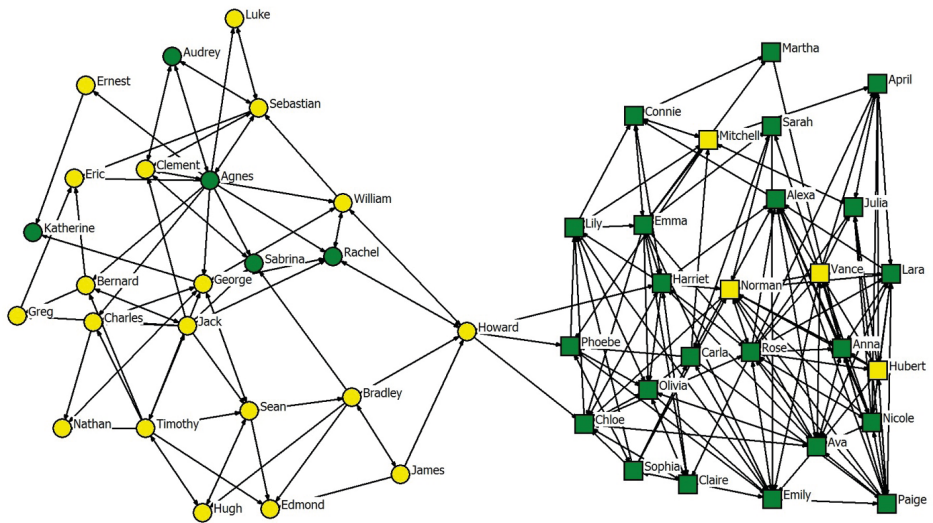 Luke
Audrey
Martha
Ernest
April
Sebastian
Connie
Sarah
Mitchell
Clement
Eric
Agnes
William
Alexa
Julia
Lily
Emma
Katherine
Rachel
Sabrina
Vance
Lara
Bernard
George
Harriet
Norman
Greg
Charles
Jack
Howard
Phoebe
Carla
Rose
Anna
Hubert
Olivia
Bradley
Sean
Nathan
Timothy
Chloe
Nicole
Ava
James
Sophia
Claire
Emily
Paige
Hugh
Edmond